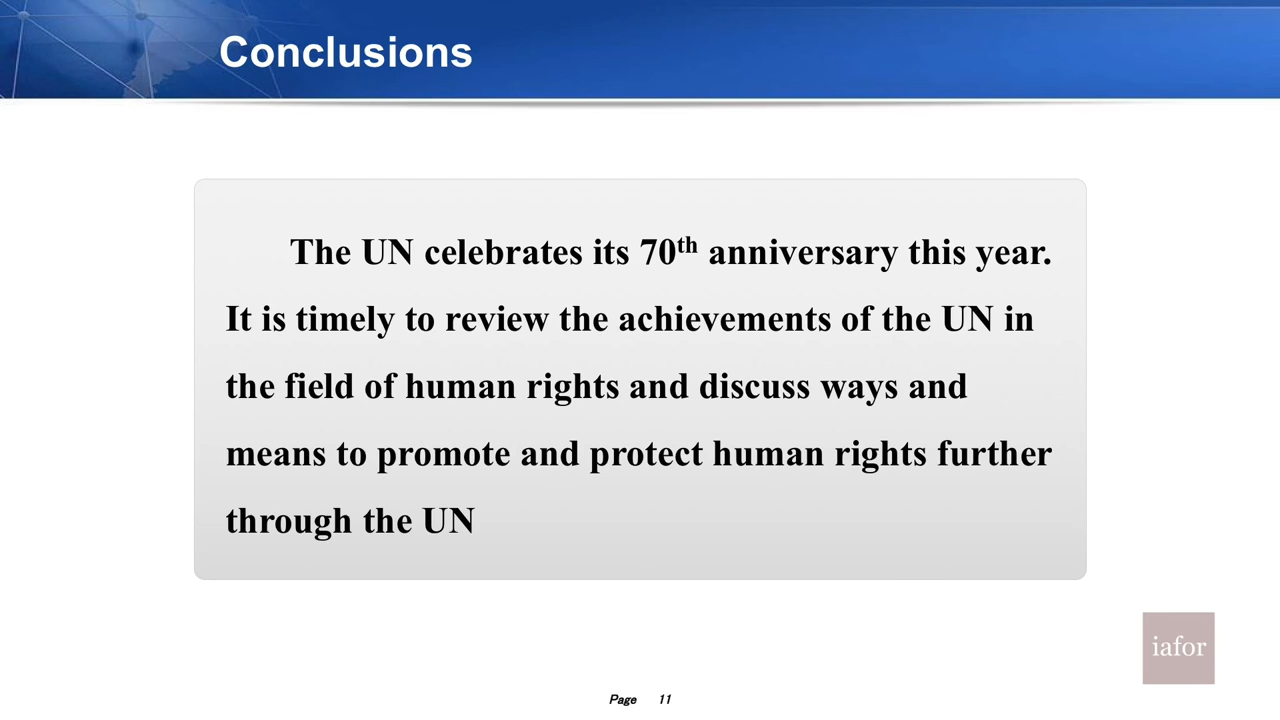 Conclusions
The UN celebrates its 70th anniversary this year.
It is timely to review the achievements of the UN in
the field of human rights and discuss ways and
means to promote and protect human rights further
through the UN
iafor
Page 11